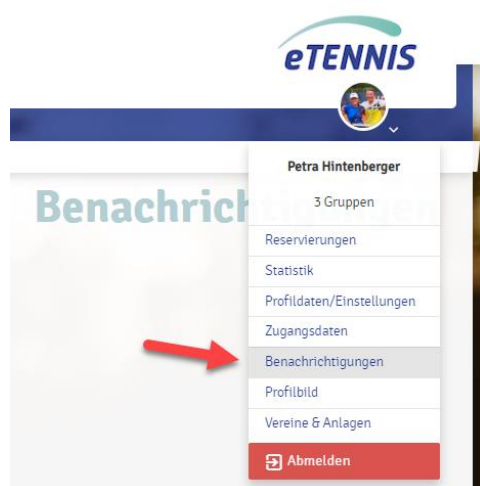 eTENNIS
Petra Hintenberger
3 Gruppen
Benachrichtigungen
Reservierungen
Statistik
Profildaten/Einstellungen
Zugangsdaten
Benachrichtigungen
Profilbild
Vereine & Anlagen
Abmelden